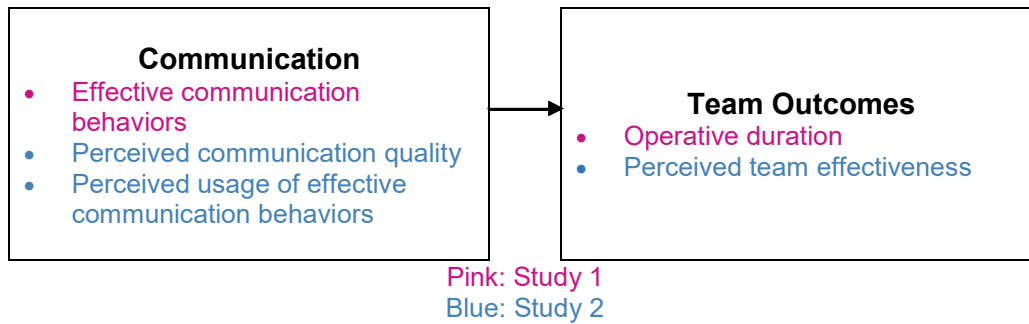 Communication
• Effective communication
behaviors
• Perceived communication quality
• Perceived usage of effective
communication behaviors
Team Outcomes
• Operative duration
• Perceived team effectiveness
Pink: Study 1
Blue: Study 2